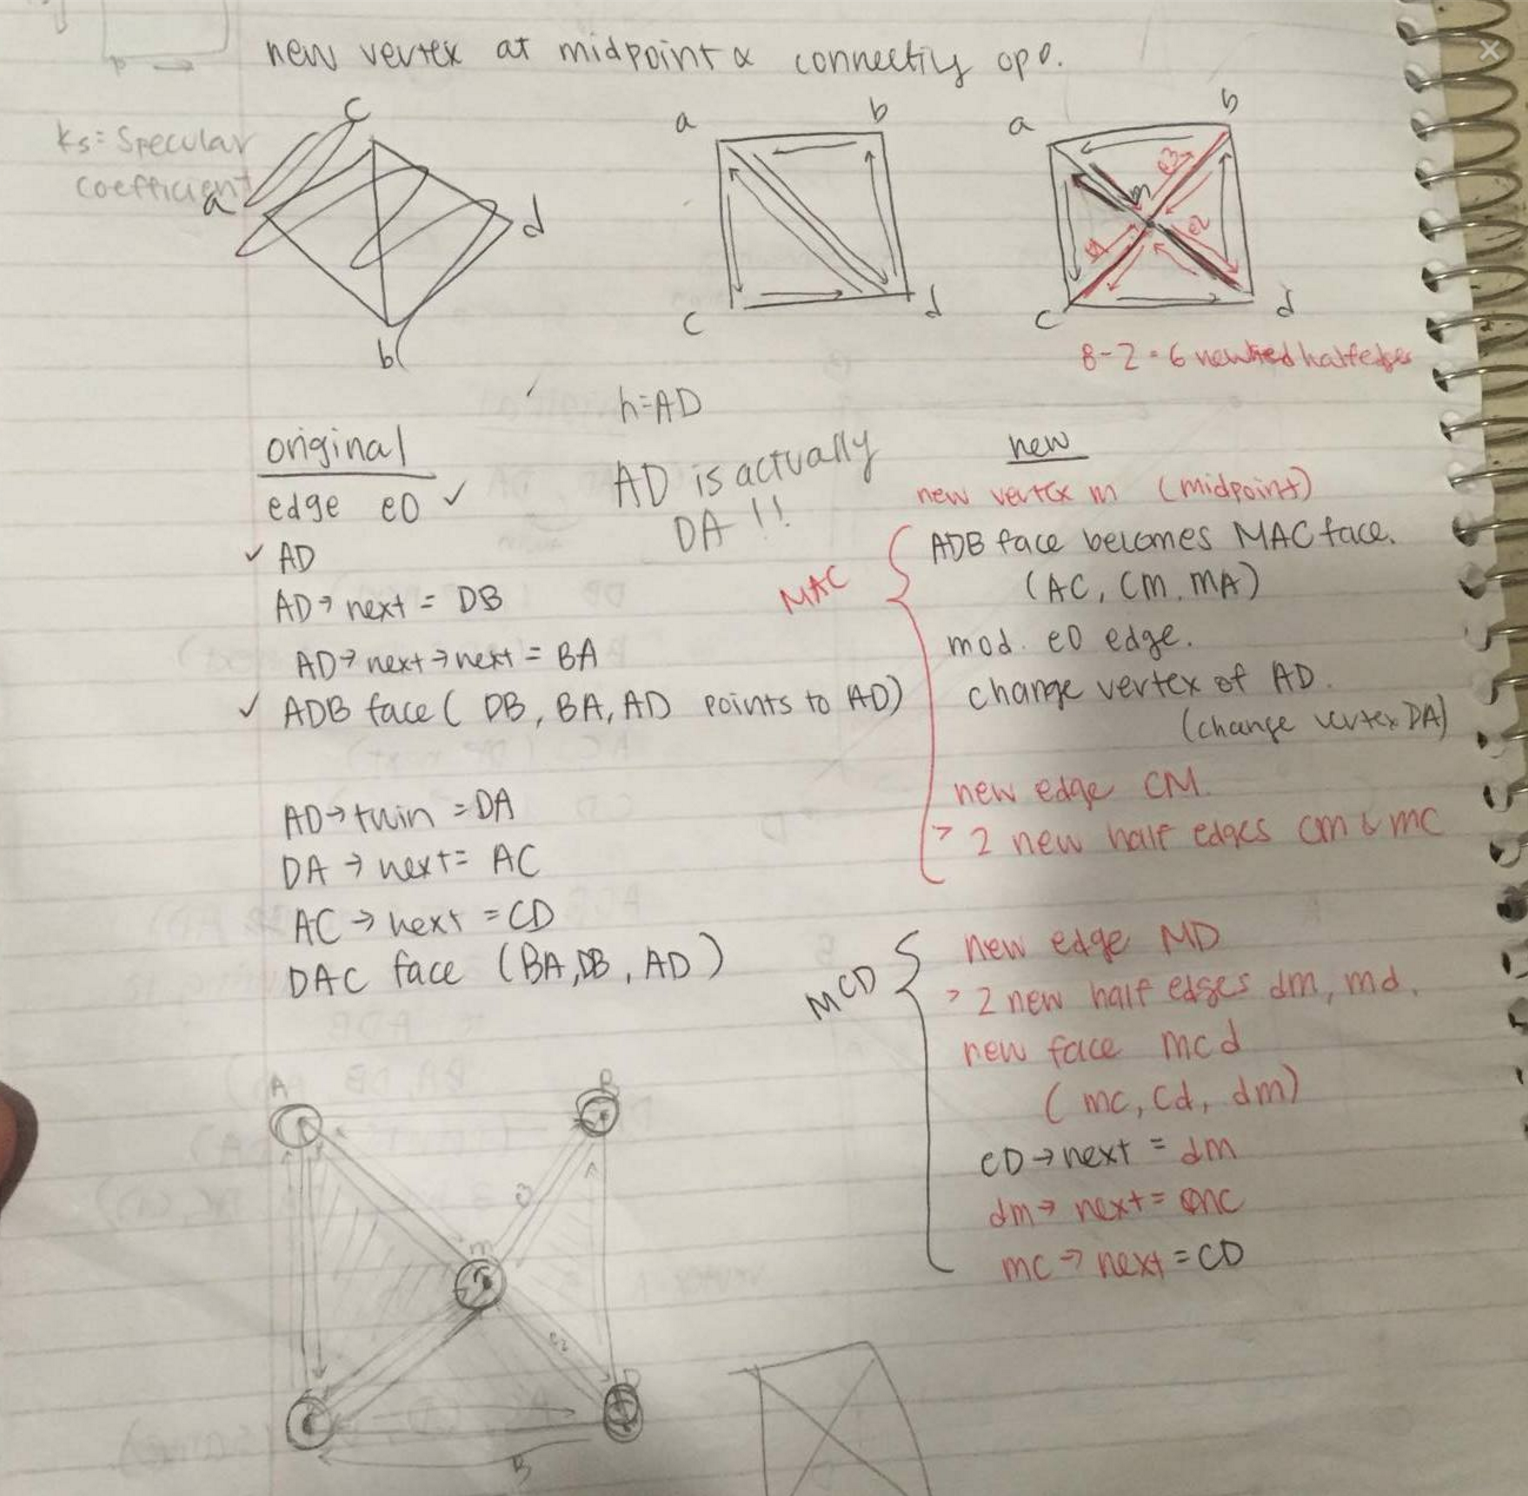 new vertex at midpoint & connecting opp.
ks = Specular
coefficient
c
a
d
b
a
b
c
d
a
b
m
e3
e1
e2
c
d
8-2=6 new red halfedges
h=AD
AD is actually
DA !!
original
edge e0 ✓
✓ AD
AD→next = DB
AD→next→next = BA
✓ ADB face ( DB, BA, AD points to AD)
AD→twin = DA
DA→next = AC
AC→next = CD
DAC face (BA, DB, AD)
new
new vertex m (midpoint)
MAC
ADB face becomes MAC face.
(AC, CM, MA)
mod. e0 edge.
change vertex of AD.
(change vertex DA)
new edge CM.
> 2 new half edges cm & mc
MCD
new edge MD
> 2 new half edges dm, md.
new face mcd
( mc, cd, dm)
CD→next = dm
dm→next = mc
mc→next = CD
A
B
m
e2
D
B